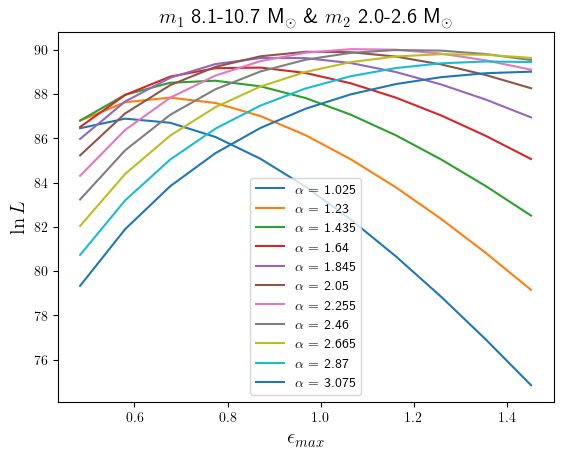 m₁ 8.1-10.7 M⊙ & m₂ 2.0-2.6 M⊙
ln L
90
88
86
84
82
80
78
76
α = 1.025
α = 1.23
α = 1.435
α = 1.64
α = 1.845
α = 2.05
α = 2.255
α = 2.46
α = 2.665
α = 2.87
α = 3.075
0.6 0.8 1.0 1.2 1.4
ϵmax